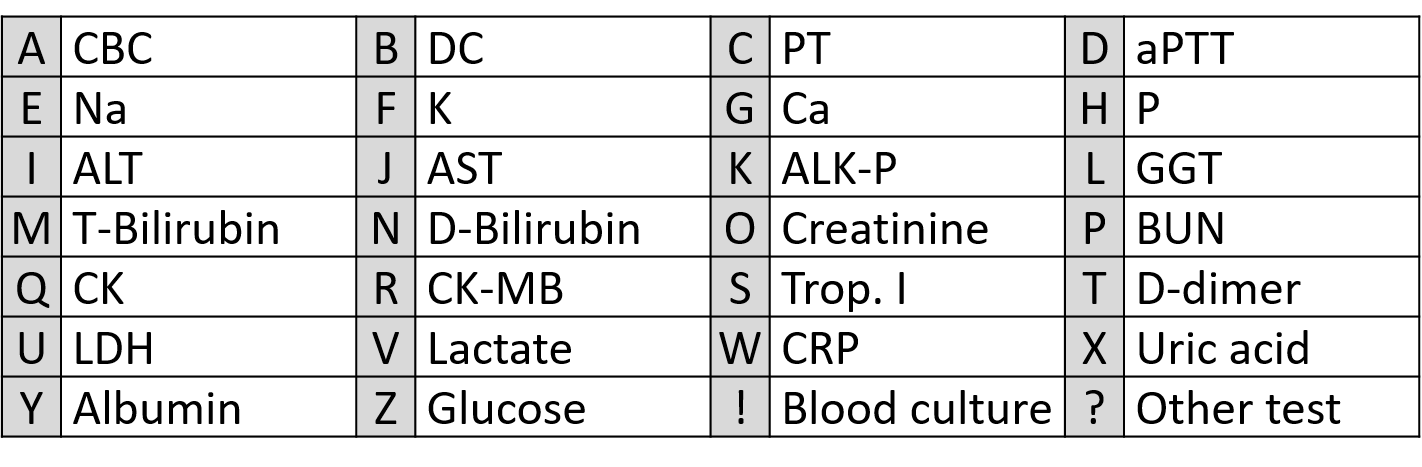 A CBC B DC C PT D aPTT
E Na F K G Ca H P
I ALT J AST K ALK-P L GGT
M T-Bilirubin N D-Bilirubin O Creatinine P BUN
Q CK R CK-MB S Trop. I T D-dimer
U LDH V Lactate W CRP X Uric acid
Y Albumin Z Glucose ! Blood culture ? Other test